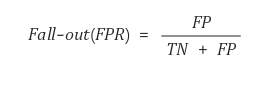 Fall-out(FPR) = FP / TN + FP